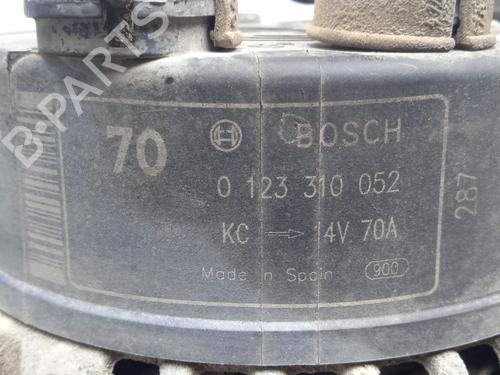 B-PARTS
70
BOSCH
0 123 310 052
KC → 14V 70A
Made in Spain
900
287